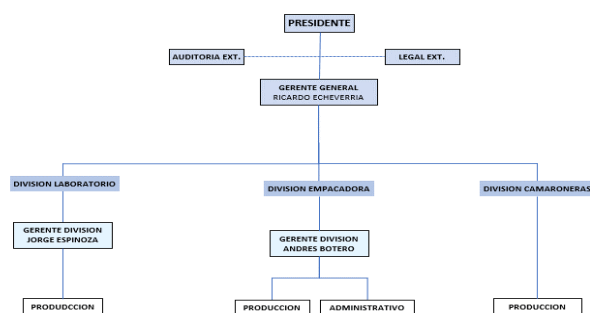 PRESIDENTE
AUDITORIA EXT.
LEGAL EXT.
GERENTE GENERAL
RICARDO ECHEVERRIA
DIVISION LABORATORIO
DIVISION EMPACADORA
DIVISION CAMARONERAS
GERENTE DIVISION
JORGE ESPINOZA
GERENTE DIVISION
ANDRES BOTERO
PRODUDCCION
PRODUCCION
ADMINISTRATIVO
PRODUCCION